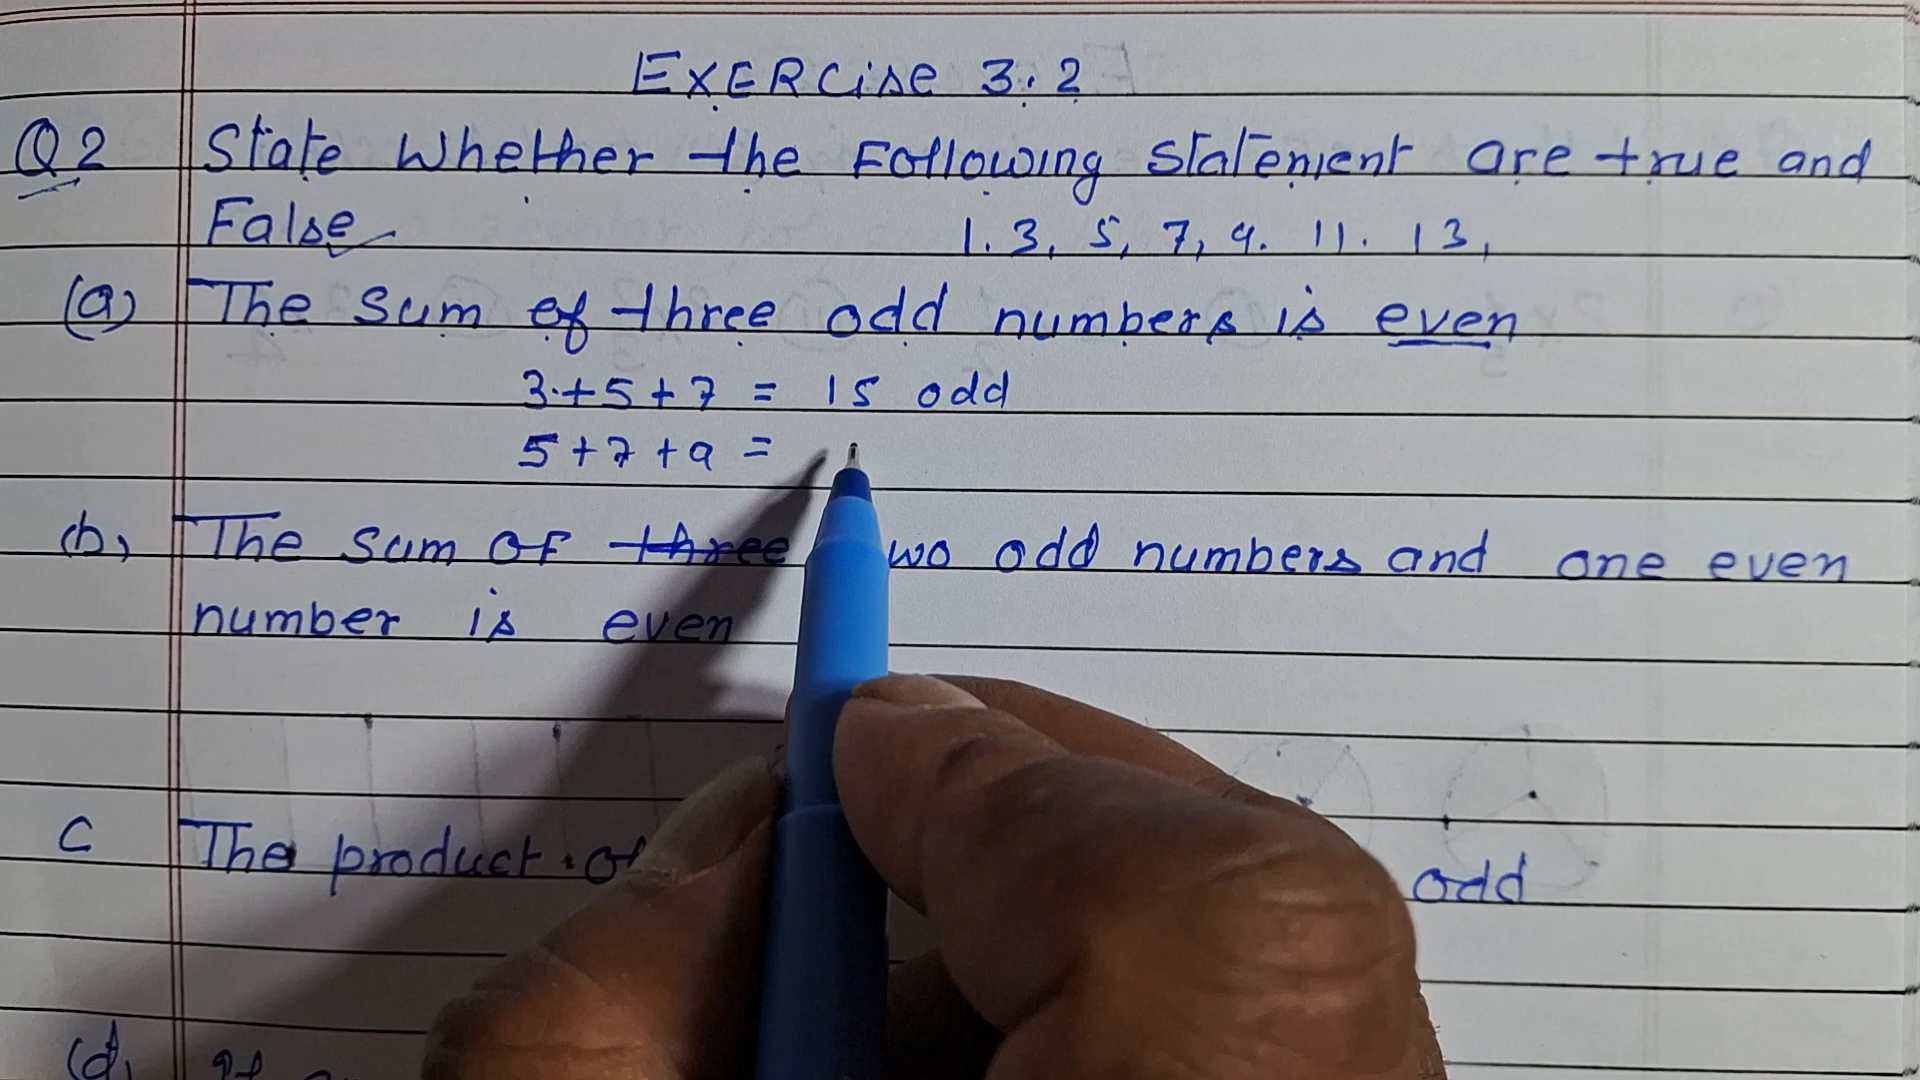 EXERCise 3.2
Q2 State Whether the Following statement are true and
False
1. 3, 5, 7, 9. 11. 13,
(a) The Sum of three odd numbers is even
3+5+7 = 15 odd
5+7+9 =
(b) The Sum OF three wo odd numbers and one even
number is even
C The product of odd
(d)